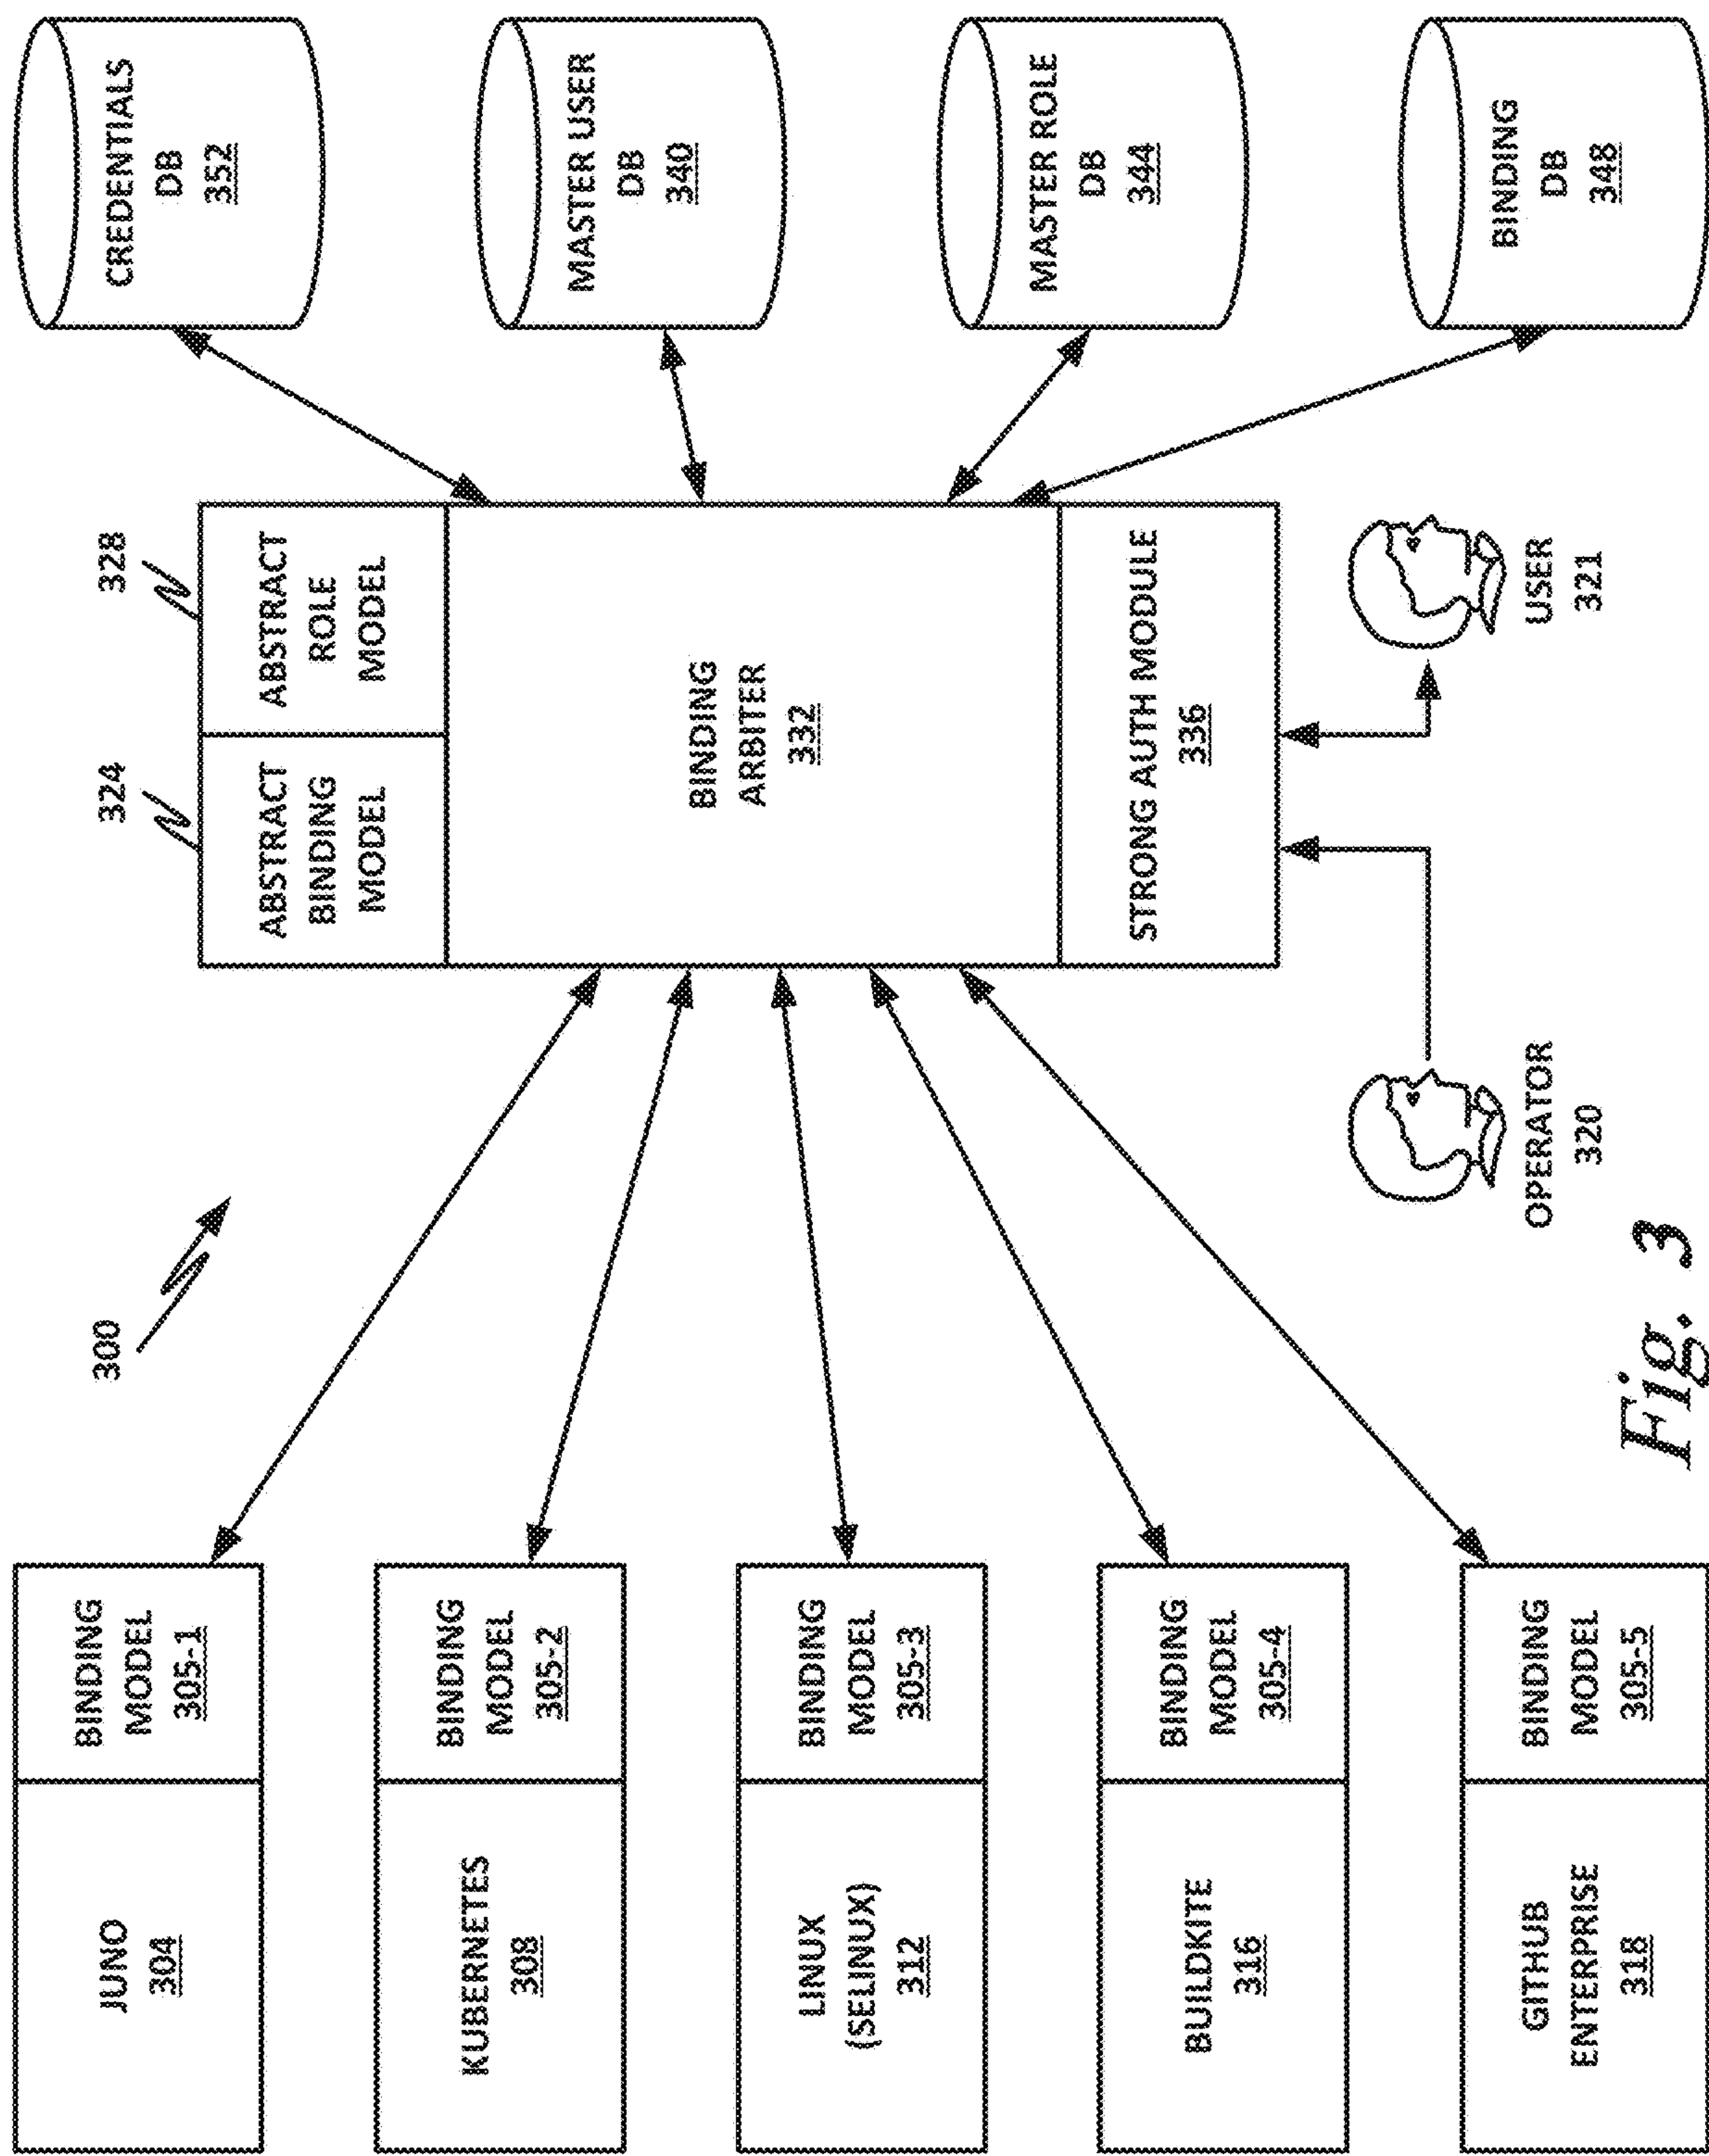 300
JUNO
304
BINDING
MODEL
305-1
KUBERNETES
308
BINDING
MODEL
305-2
LINUX
(SELINUX)
312
BINDING
MODEL
305-3
BUILDKITE
316
BINDING
MODEL
305-4
GITHUB
ENTERPRISE
318
BINDING
MODEL
305-5
324
328
ABSTRACT
BINDING
MODEL
ABSTRACT
ROLE
MODEL
BINDING
ARBITER
332
STRONG AUTH MODULE
336
OPERATOR
320
USER
321
CREDENTIALS
DB
352
MASTER USER
DB
340
MASTER ROLE
DB
344
BINDING
DB
348
Fig. 3